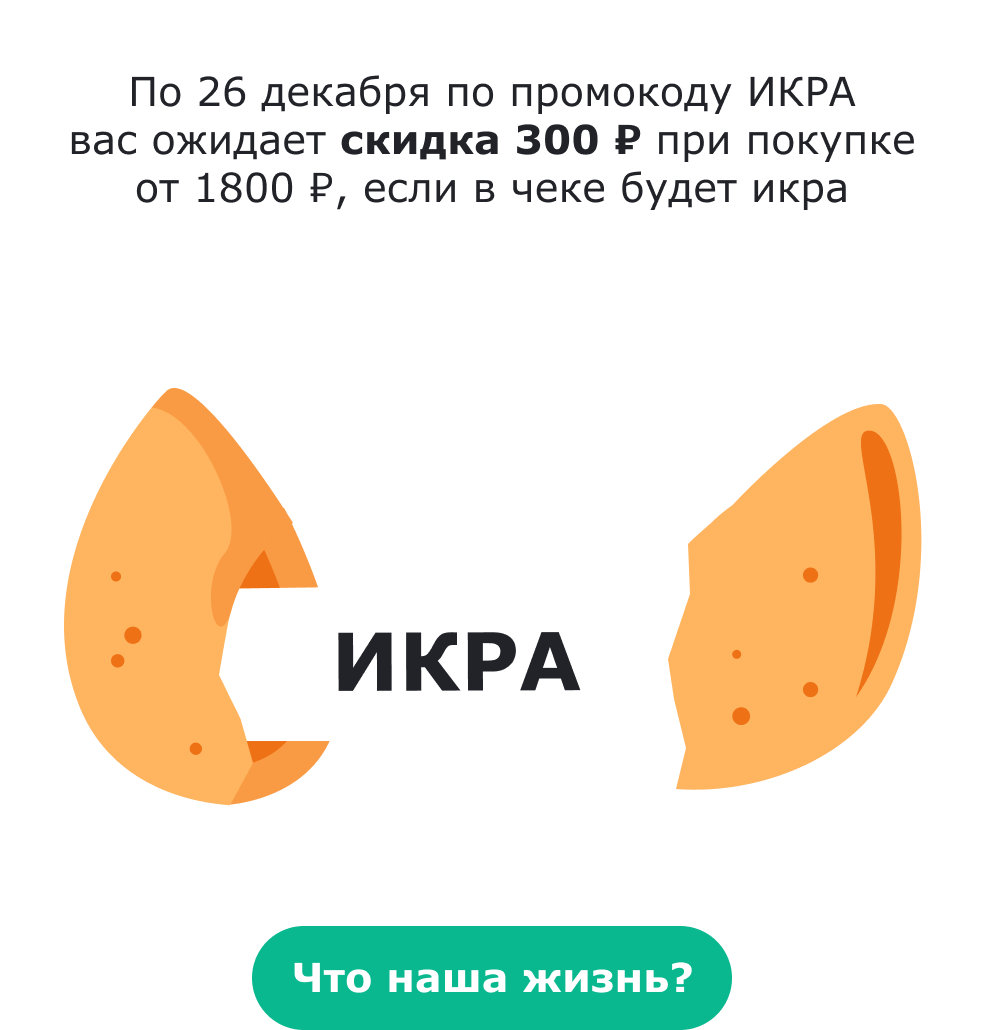 По 26 декабря по промокоду ИКРА
вас ожидает скидка 300 ₽ при покупке
от 1800 ₽, если в чеке будет икра
ИКРА
Что наша жизнь?